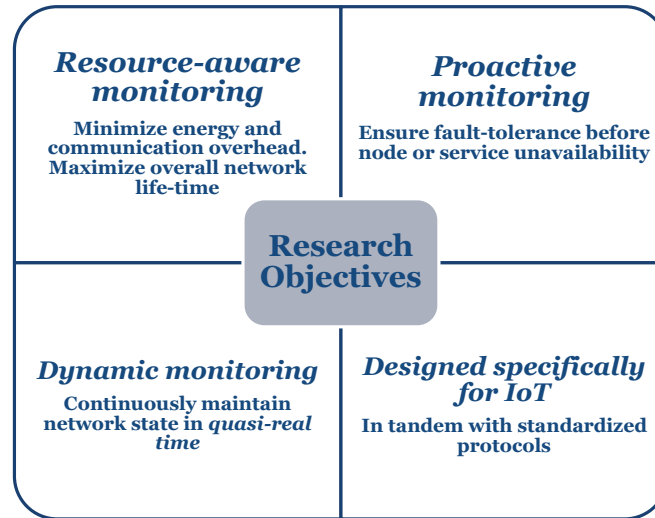 Resource-aware
monitoring
Minimize energy and
communication overhead.
Maximize overall network
life-time
Proactive
monitoring
Ensure fault-tolerance before
node or service unavailability
Research
Objectives
Dynamic monitoring
Continuously maintain
network state in quasi-real
time
Designed specifically
for IoT
In tandem with standardized
protocols